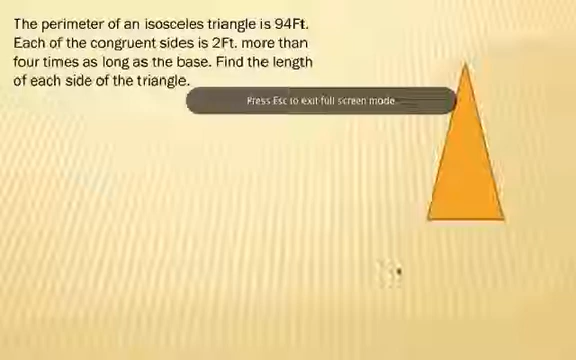 The perimeter of an isosceles triangle is 94Ft.
Each of the congruent sides is 2Ft. more than
four times as long as the base. Find the length
of each side of the triangle.
Press Esc to exit full screen mode.